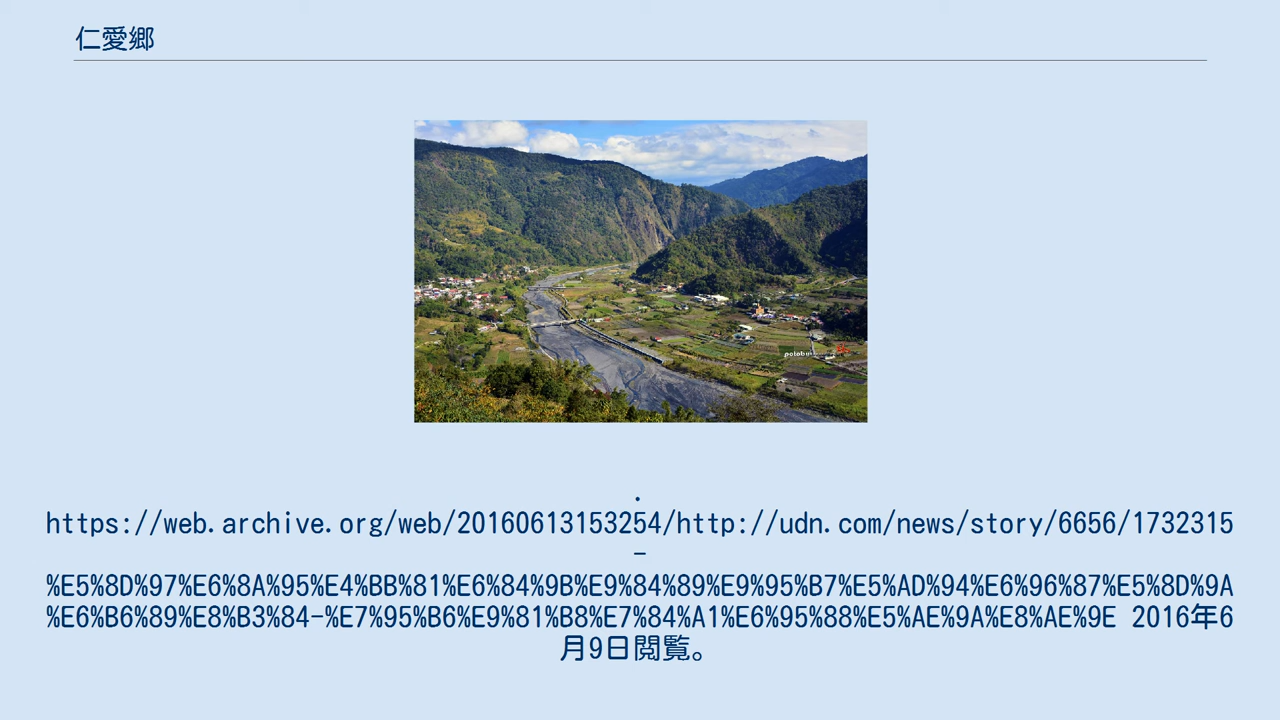 仁愛郷
.
https://web.archive.org/web/20160613153254/http://udn.com/news/story/6656/1732315
-
%E5%8D%97%E6%8A%95%E4%BB%81%E6%84%9B%E9%84%89%E9%95%B7%E5%AD%94%E6%96%87%E5%8D%9A
%E6%B6%89%E8%B3%84-%E7%95%B6%E9%81%B8%E7%84%A1%E6%95%88%E5%AE%9A%E8%AE%9E 2016年6
月9日閲覧。